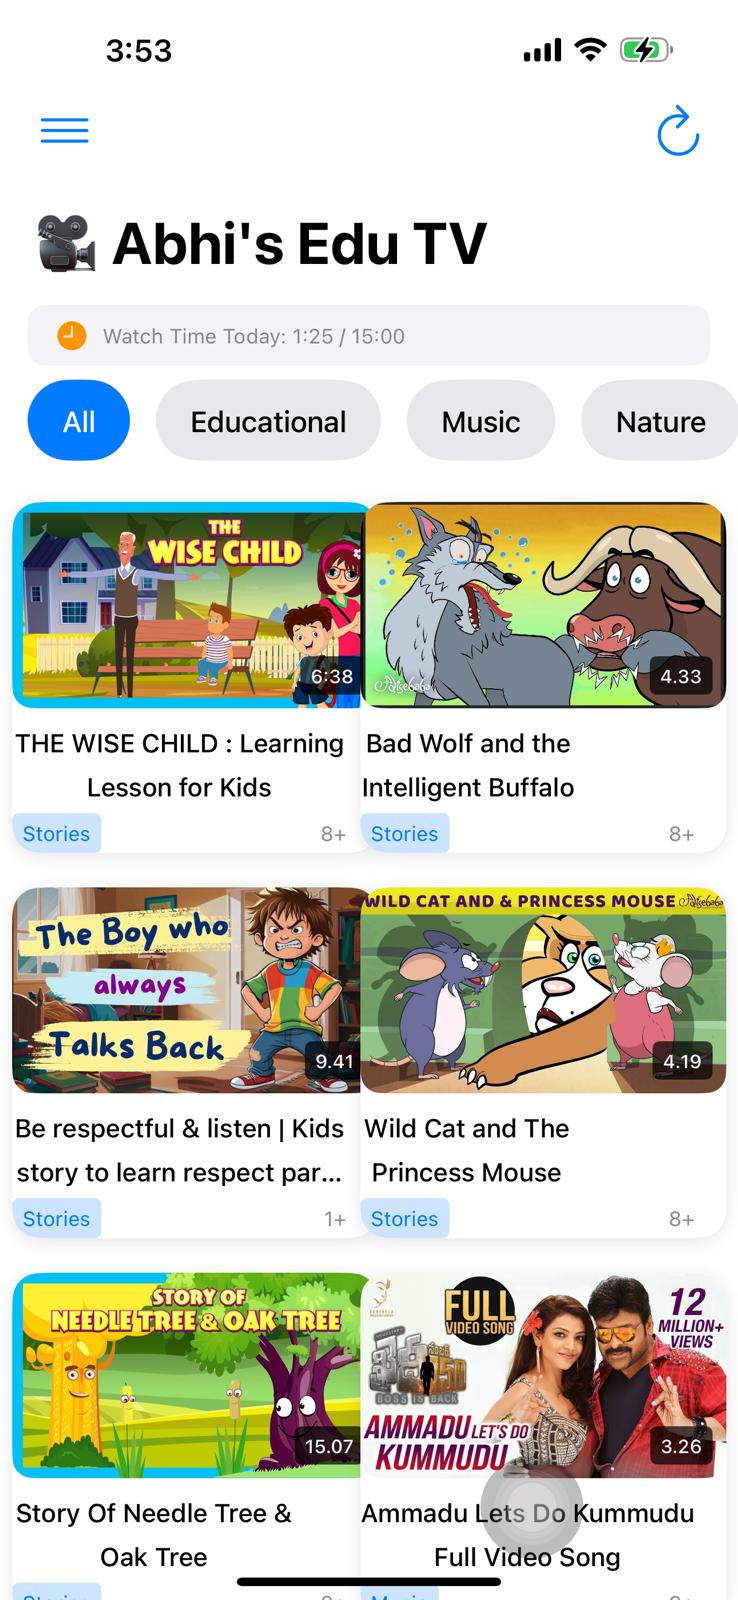 3:53
Abhi's Edu TV
Watch Time Today: 1:25 / 15:00
All
Educational
Music
Nature
THE
WISE CHILD
6:38
THE WISE CHILD : Learning
Lesson for Kids
Stories
8+
4.33
Bad Wolf and the
Intelligent Buffalo
Stories
8+
The Boy who
always
Talks Back
9.41
Be respectful & listen | Kids
story to learn respect par...
Stories
1+
WILD CAT AND & PRINCESS MOUSE
4.19
Wild Cat and The
Princess Mouse
Stories
8+
STORY OF
NEEDLE TREE & OAK TREE
15.07
Story Of Needle Tree &
Oak Tree
FULL
VIDEO SONG
12
MILLION+
VIEWS
ఖైదీ
150
BOSS IS BACK
AMMADU LET'S DO
KUMMUDU
3.26
Ammadu Lets Do Kummudu
Full Video Song